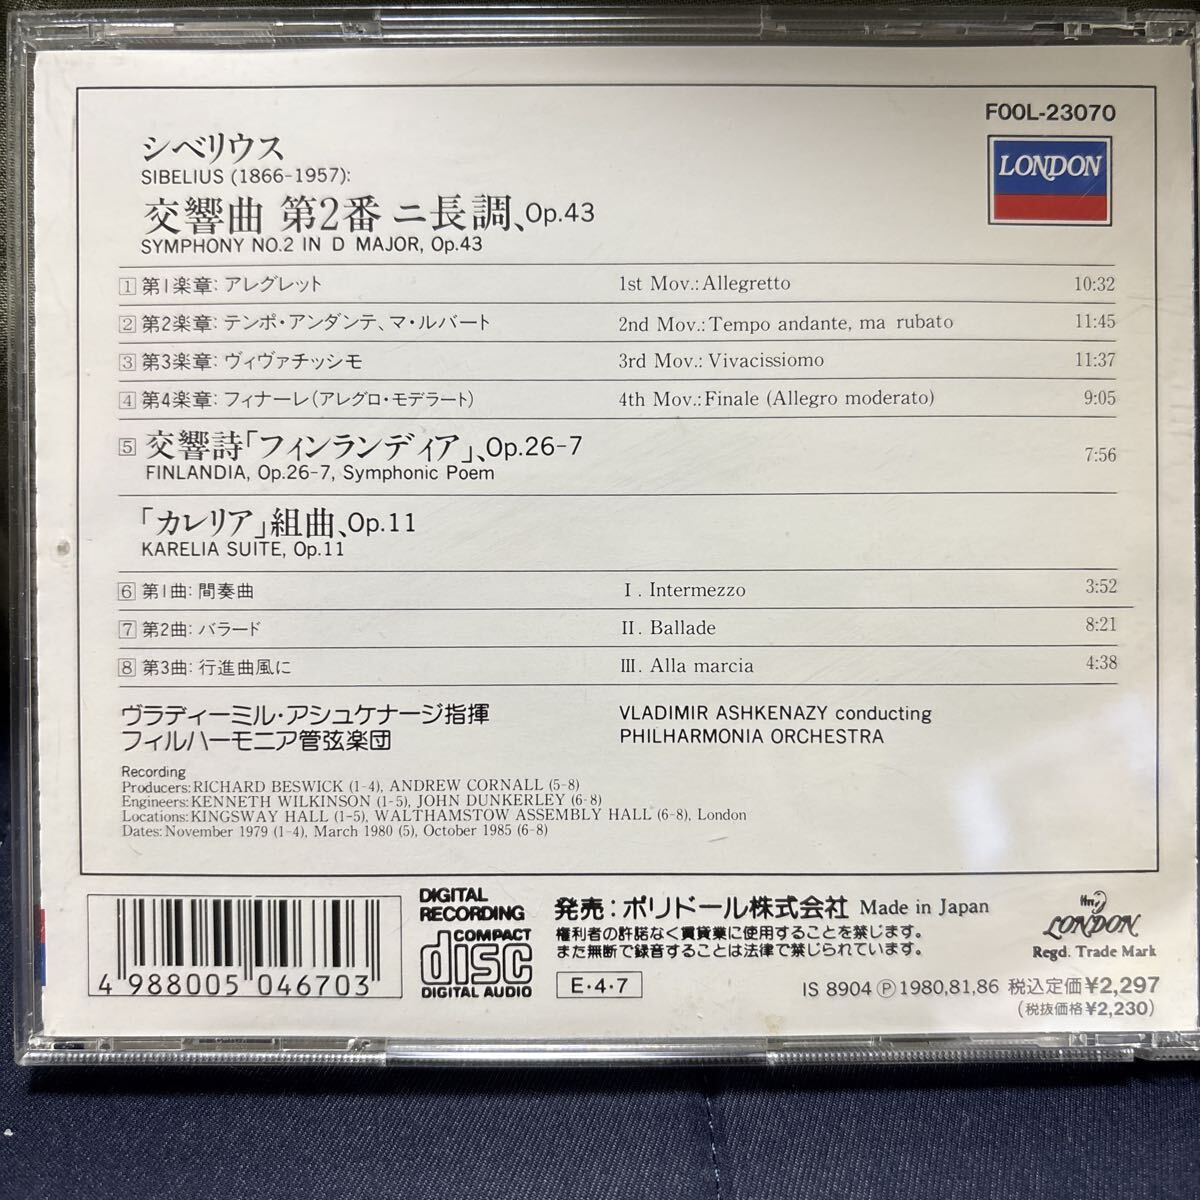 FOOL-23070
LONDON
シベリウス
SIBELIUS (1866-1957):
交響曲 第2番 ニ長調、Op.43
SYMPHONY NO.2 IN D MAJOR, Op.43
1 第1楽章: アレグレット 1st Mov.: Allegretto 10:32
2 第2楽章: テンポ・アンダンテ、マ・ルバート 2nd Mov.: Tempo andante, ma rubato 11:45
3 第3楽章: ヴィヴァチッシモ 3rd Mov.: Vivacissiomo 11:37
4 第4楽章: フィナーレ(アレグロ・モデラート) 4th Mov.: Finale (Allegro moderato) 9:05
5 交響詩「フィンランディア」、Op.26-7 7:56
FINLANDIA, Op.26-7, Symphonic Poem
「カレリア」組曲、Op.11
KARELIA SUITE, Op.11
6 第1曲: 間奏曲 I. Intermezzo 3:52
7 第2曲: バラード II. Ballade 8:21
8 第3曲: 行進曲風に III. Alla marcia 4:38
ヴラディーミル・アシュケナージ指揮 VLADIMIR ASHKENAZY conducting
フィルハーモニア管弦楽団 PHILHARMONIA ORCHESTRA
Recording
Producers: RICHARD BESWICK (1-4), ANDREW CORNALL (5-8)
Engineers: KENNETH WILKINSON (1-5), JOHN DUNKERLEY (6-8)
Locations: KINGSWAY HALL (1-5), WALTHAMSTOW ASSEMBLY HALL (6-8), London
Dates: November 1979 (1-4), March 1980 (5), October 1985 (6-8)
4 988005 046703
DIGITAL
RECORDING
COMPACT
disc
DIGITAL AUDIO
発売:ポリドール株式会社 Made in Japan
権利者の許諾なく賃貸業に使用することを禁じます。
また無断で録音することは法律で禁じられています。
E・4・7
ffrr
LONDON
Regd. Trade Mark
IS 8904 Ⓟ 1980,81,86 税込定価¥2,297
(税抜価格¥2,230)